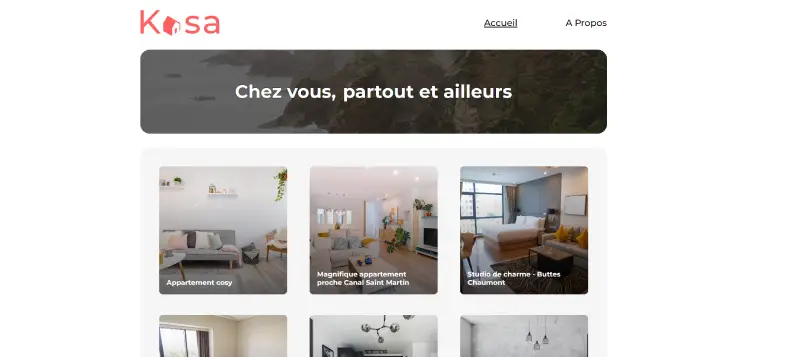 Kasa
Accueil
A Propos
Chez vous, partout et ailleurs
Appartement cosy
Magnifique appartement
proche Canal Saint Martin
Studio de charme - Buttes
Chaumont